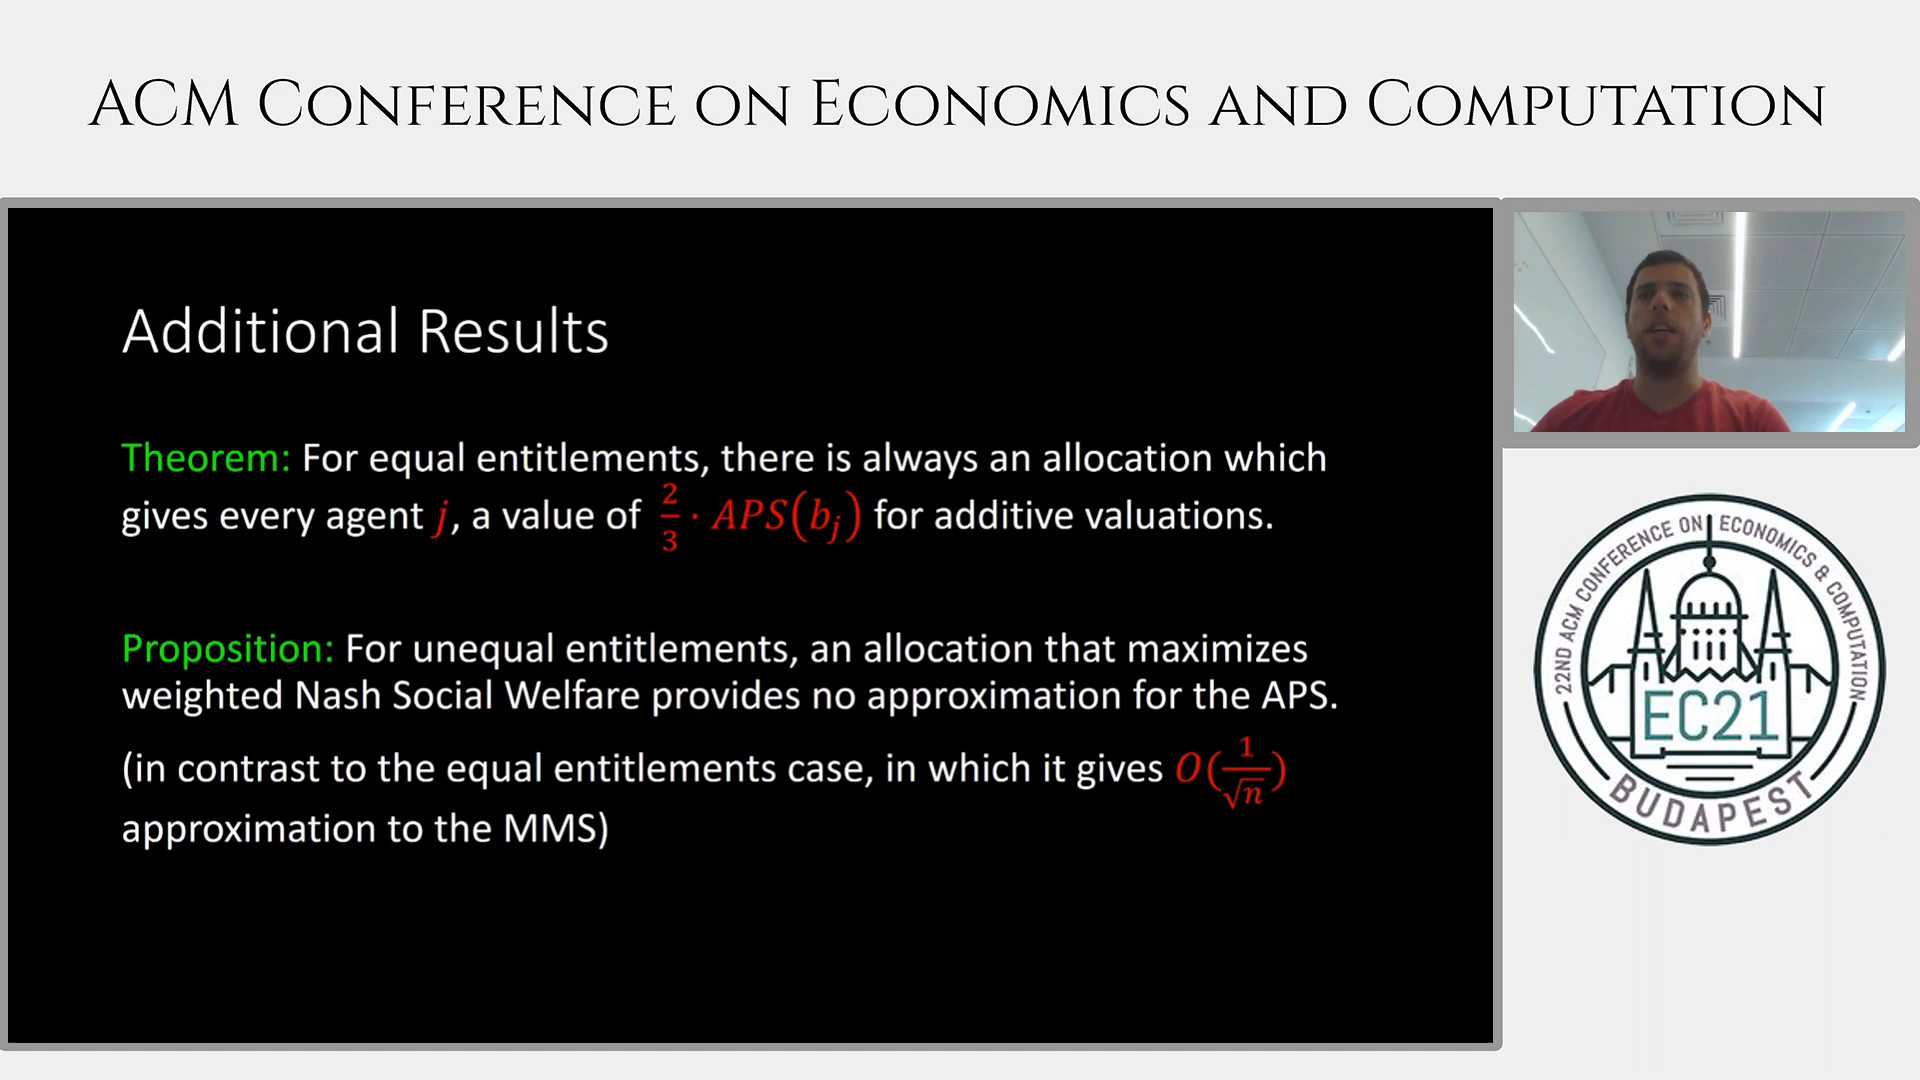 ACM CONFERENCE ON ECONOMICS AND COMPUTATION
Additional Results
Theorem: For equal entitlements, there is always an allocation which
gives every agent j, a value of 2/3 · APS(b_j) for additive valuations.
Proposition: For unequal entitlements, an allocation that maximizes
weighted Nash Social Welfare provides no approximation for the APS.
(in contrast to the equal entitlements case, in which it gives O(1/√n)
approximation to the MMS)
22ND ACM CONFERENCE ON ECONOMICS & COMPUTATION
EC21
BUDAPEST